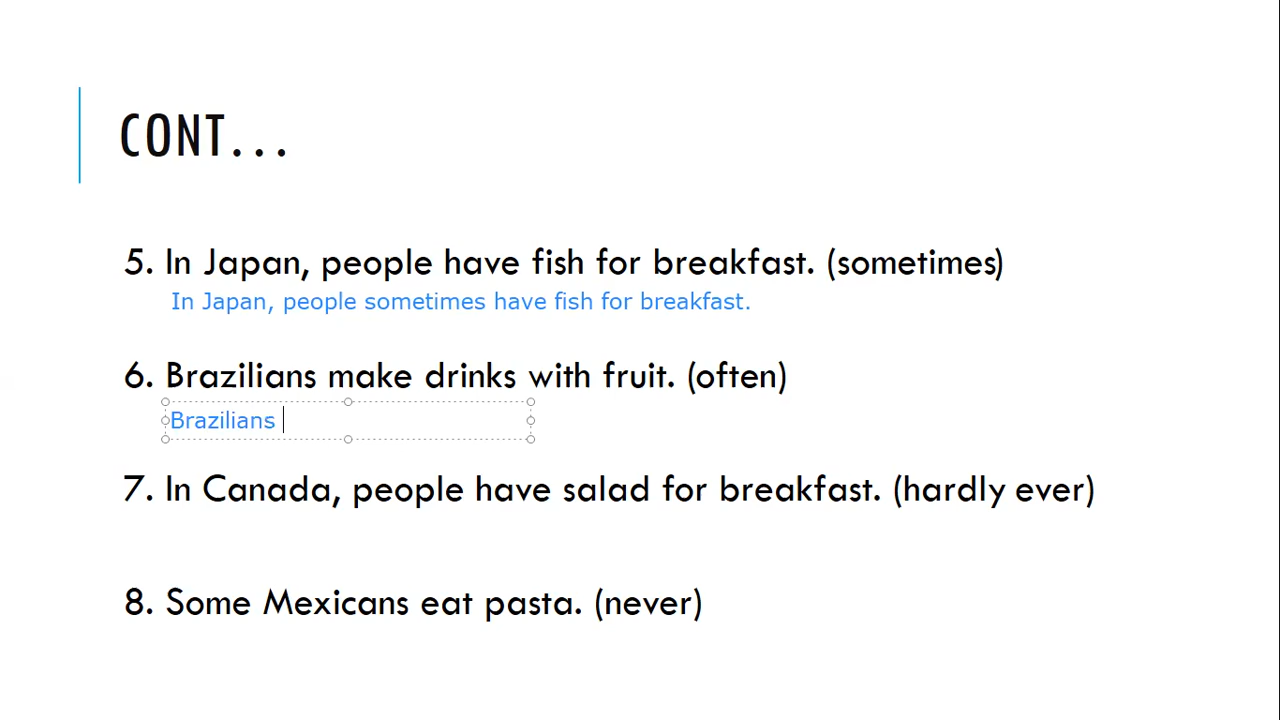 CONT...
5. In Japan, people have fish for breakfast. (sometimes)
In Japan, people sometimes have fish for breakfast.
6. Brazilians make drinks with fruit. (often)
Brazilians
7. In Canada, people have salad for breakfast. (hardly ever)
8. Some Mexicans eat pasta. (never)